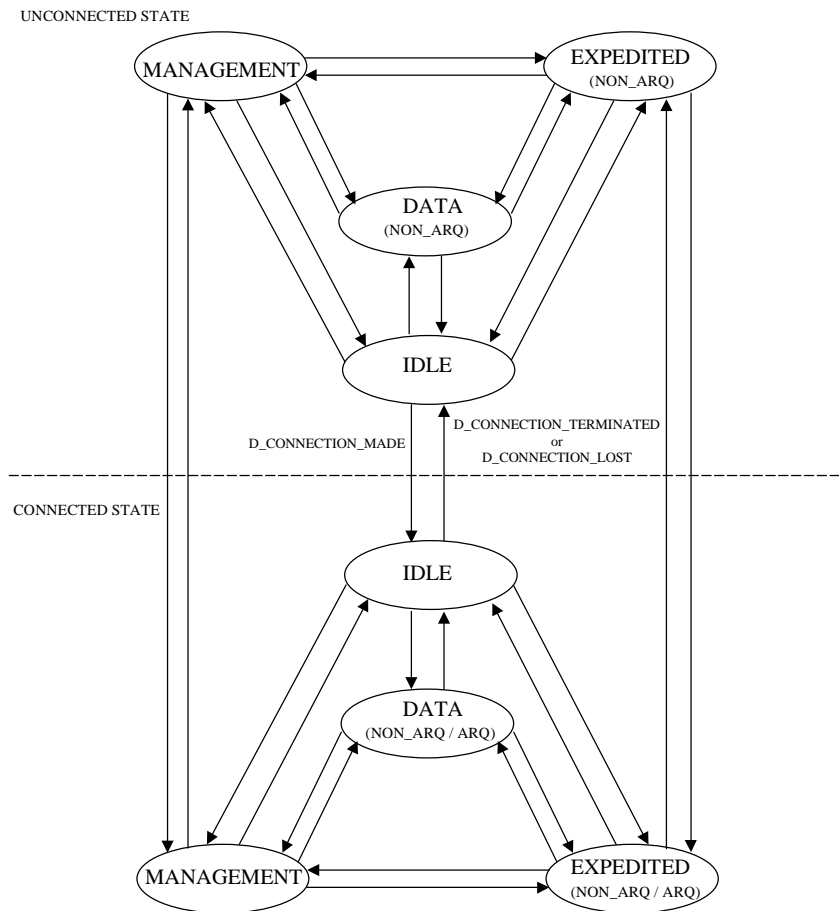 UNCONNECTED STATE
MANAGEMENT
EXPEDITED
(NON_ARQ)
DATA
(NON_ARQ)
IDLE
D_CONNECTION_MADE
D_CONNECTION_TERMINATED
or
D_CONNECTION_LOST
CONNECTED STATE
IDLE
DATA
(NON_ARQ / ARQ)
MANAGEMENT
EXPEDITED
(NON_ARQ / ARQ)